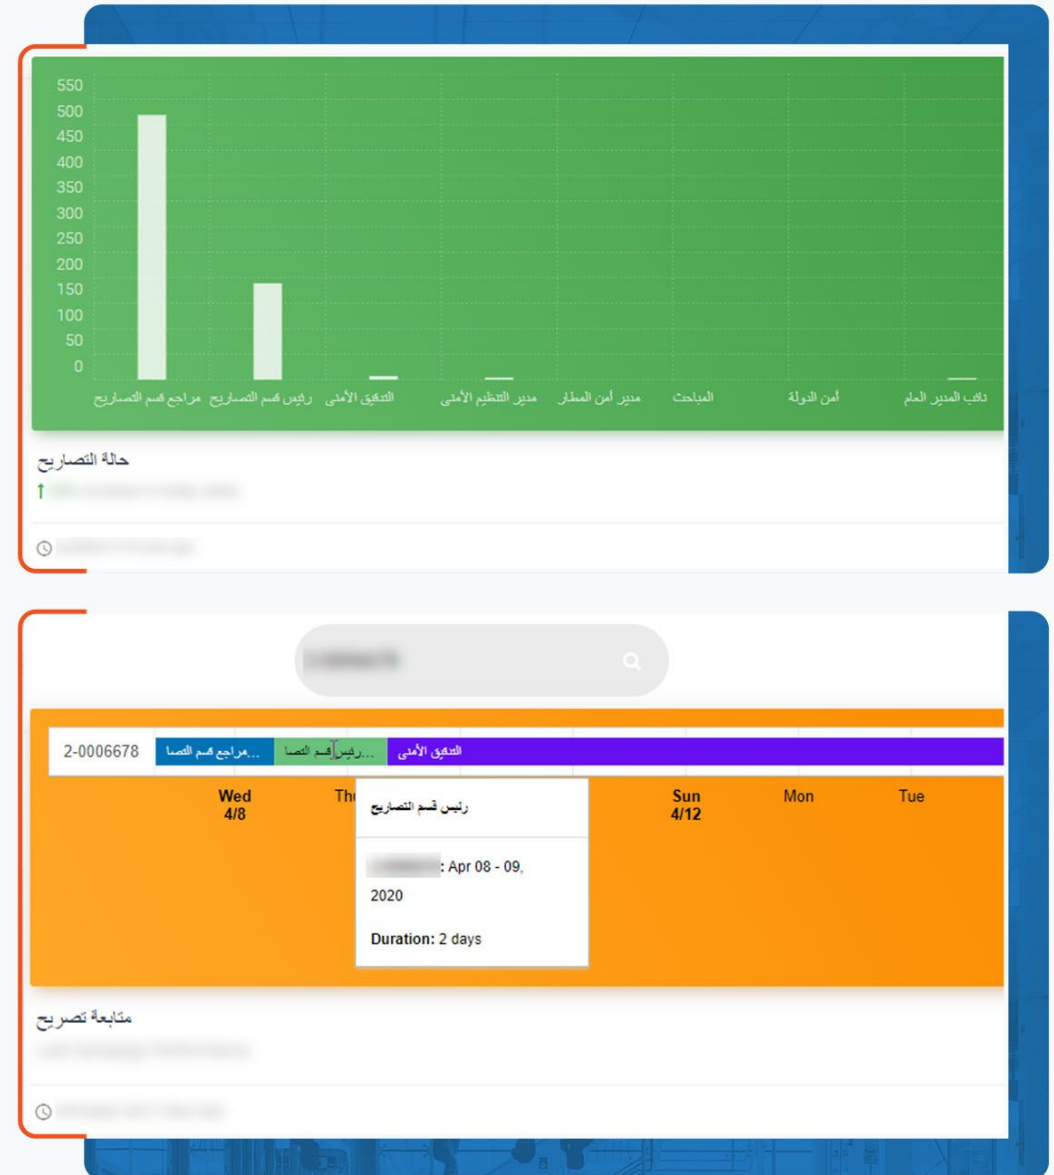 550
500
450
400
350
300
250
200
150
100
50
0
مراجع قسم التصاريح
رئيس قسم التصاريح
التدقيق الأمنى
مدير التنظيم الأمنى
مدير أمن المطار
المباحث
أمن الدولة
نائب المدير العام
حالة التصاريح
2-0006678
مراجع قسم التصا...
رئيس قسم التصا...
التدقيق الأمنى
Wed
4/8
Thu
Sun
4/12
Mon
Tue
رئيس قسم التصاريح
: Apr 08 - 09,
2020
Duration: 2 days
متابعة تصريح